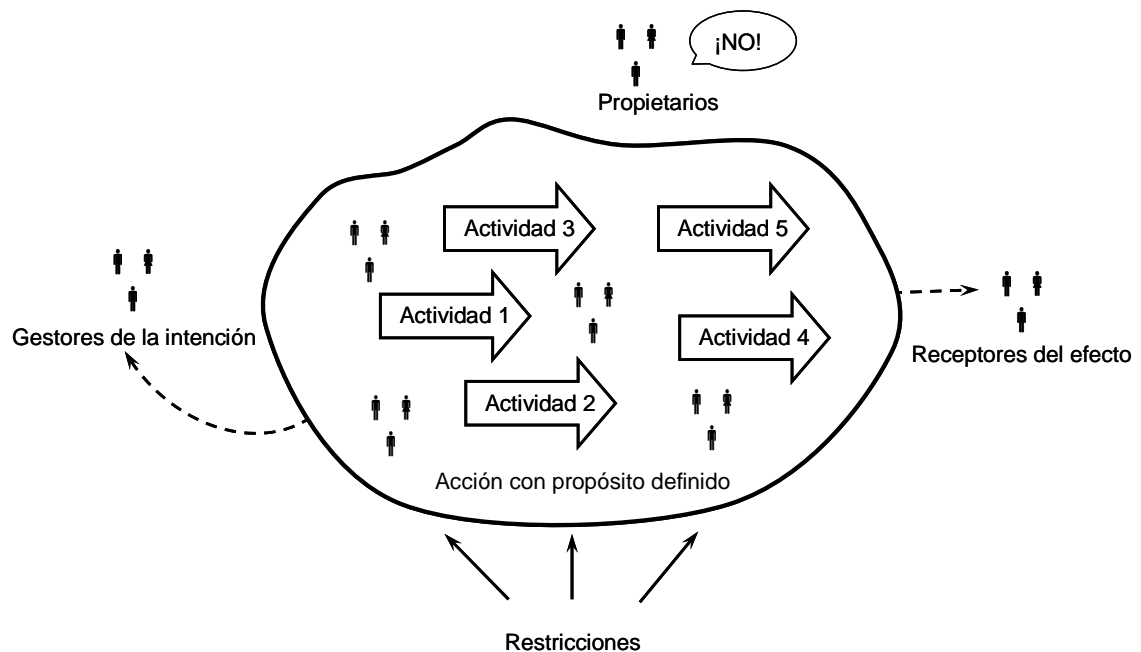 ¡NO!
Propietarios
Actividad 3
Actividad 5
Actividad 1
Actividad 4
Gestores de la intención
Receptores del efecto
Actividad 2
Acción con propósito definido
Restricciones